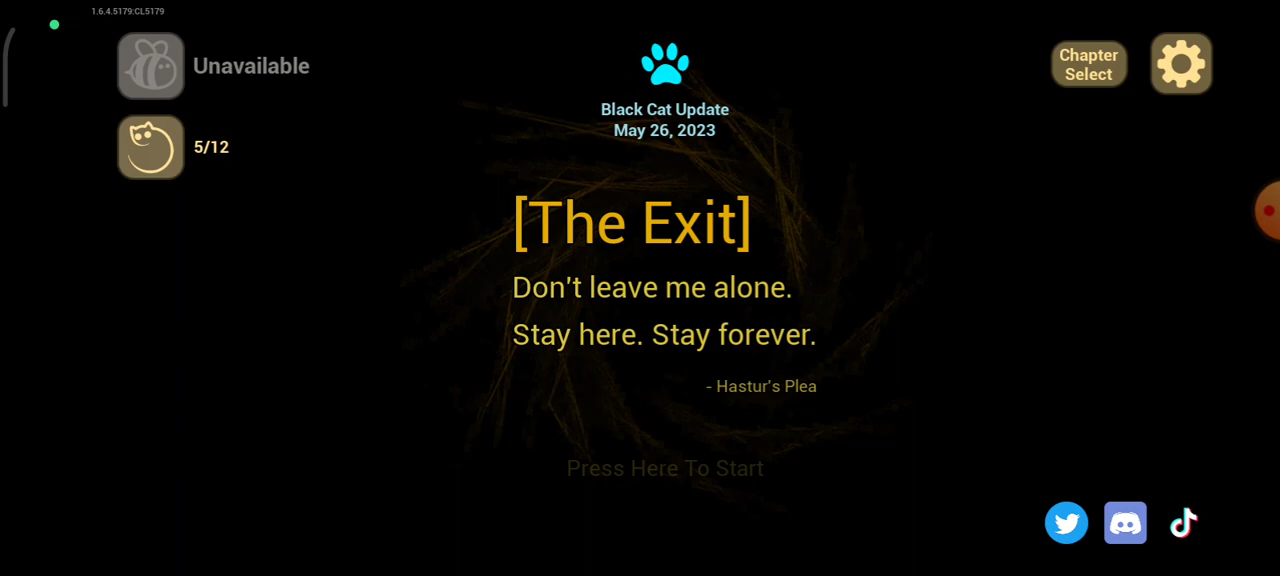 1.6.4.5179:CL5179
Unavailable
5/12
Black Cat Update
May 26, 2023
Chapter
Select
[The Exit]
Don't leave me alone.
Stay here. Stay forever.
- Hastur's Plea
Press Here To Start